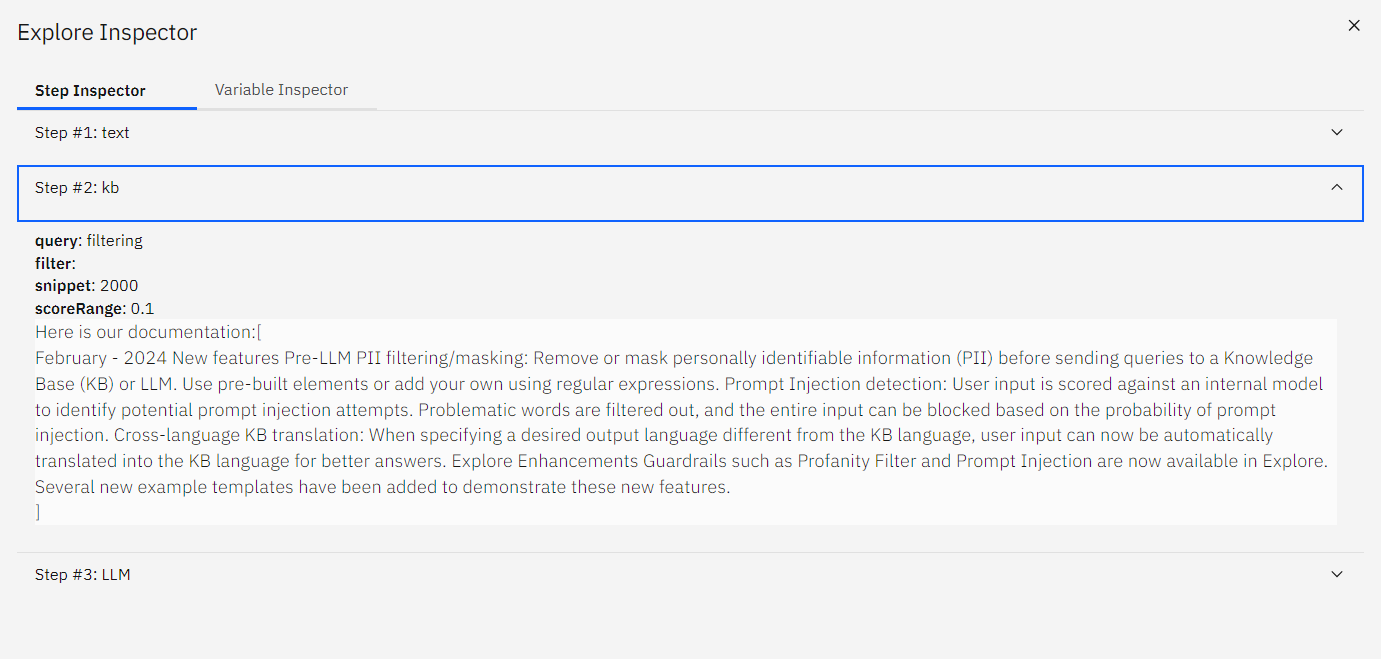 Explore Inspector
Step Inspector
Variable Inspector
Step #1: text
Step #2: kb
query: filtering
filter:
snippet: 2000
scoreRange: 0.1
Here is our documentation:[
February - 2024 New features Pre-LLM PII filtering/masking: Remove or mask personally identifiable information (PII) before sending queries to a Knowledge
Base (KB) or LLM. Use pre-built elements or add your own using regular expressions. Prompt Injection detection: User input is scored against an internal model
to identify potential prompt injection attempts. Problematic words are filtered out, and the entire input can be blocked based on the probability of prompt
injection. Cross-language KB translation: When specifying a desired output language different from the KB language, user input can now be automatically
translated into the KB language for better answers. Explore Enhancements Guardrails such as Profanity Filter and Prompt Injection are now available in Explore.
Several new example templates have been added to demonstrate these new features.
]
Step #3: LLM